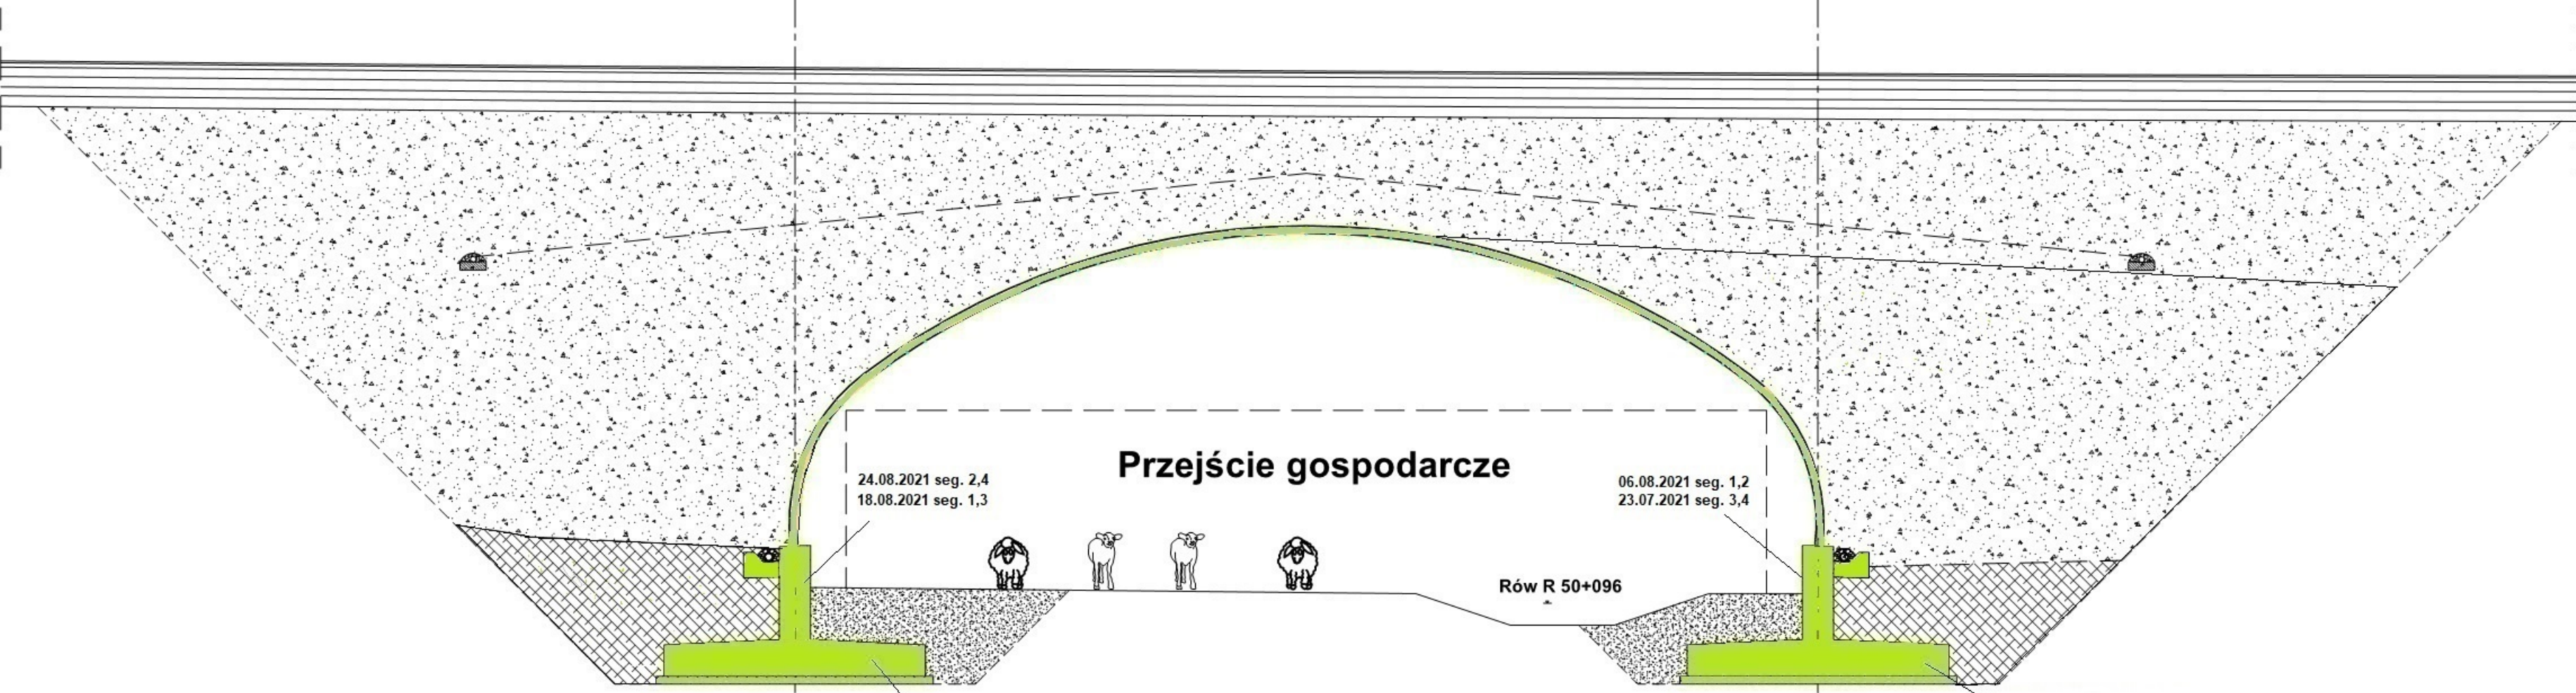 Przejście gospodarcze
24.08.2021 seg. 2,4
18.08.2021 seg. 1,3
06.08.2021 seg. 1,2
23.07.2021 seg. 3,4
Rów R 50+096